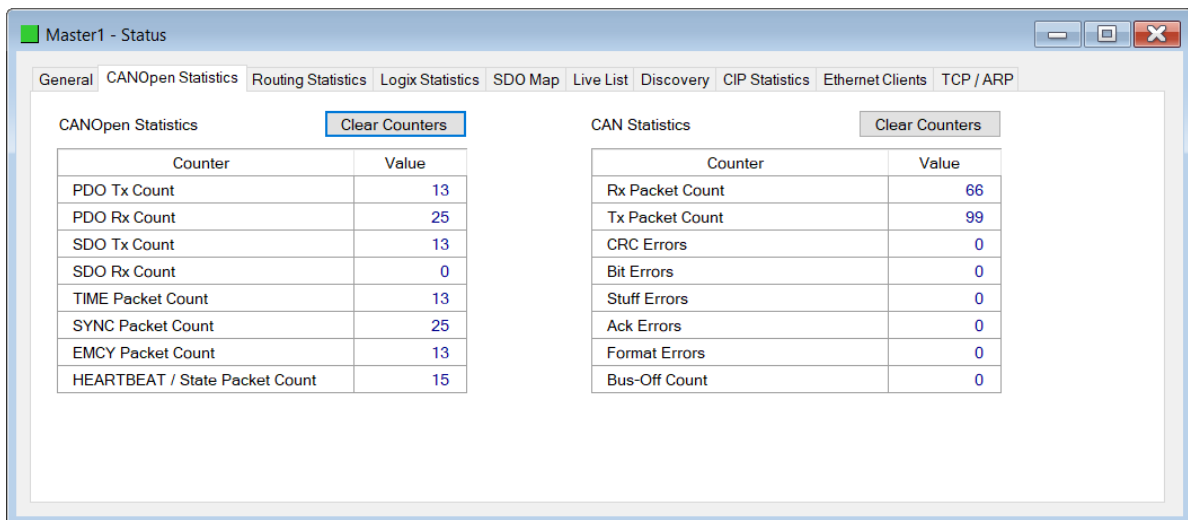 Master1 - Status
General CANOpen Statistics Routing Statistics Logix Statistics SDO Map Live List Discovery CIP Statistics Ethernet Clients TCP / ARP
CANOpen Statistics Clear Counters
Counter Value
PDO Tx Count 13
PDO Rx Count 25
SDO Tx Count 13
SDO Rx Count 0
TIME Packet Count 13
SYNC Packet Count 25
EMCY Packet Count 13
HEARTBEAT / State Packet Count 15
CAN Statistics Clear Counters
Counter Value
Rx Packet Count 66
Tx Packet Count 99
CRC Errors 0
Bit Errors 0
Stuff Errors 0
Ack Errors 0
Format Errors 0
Bus-Off Count 0